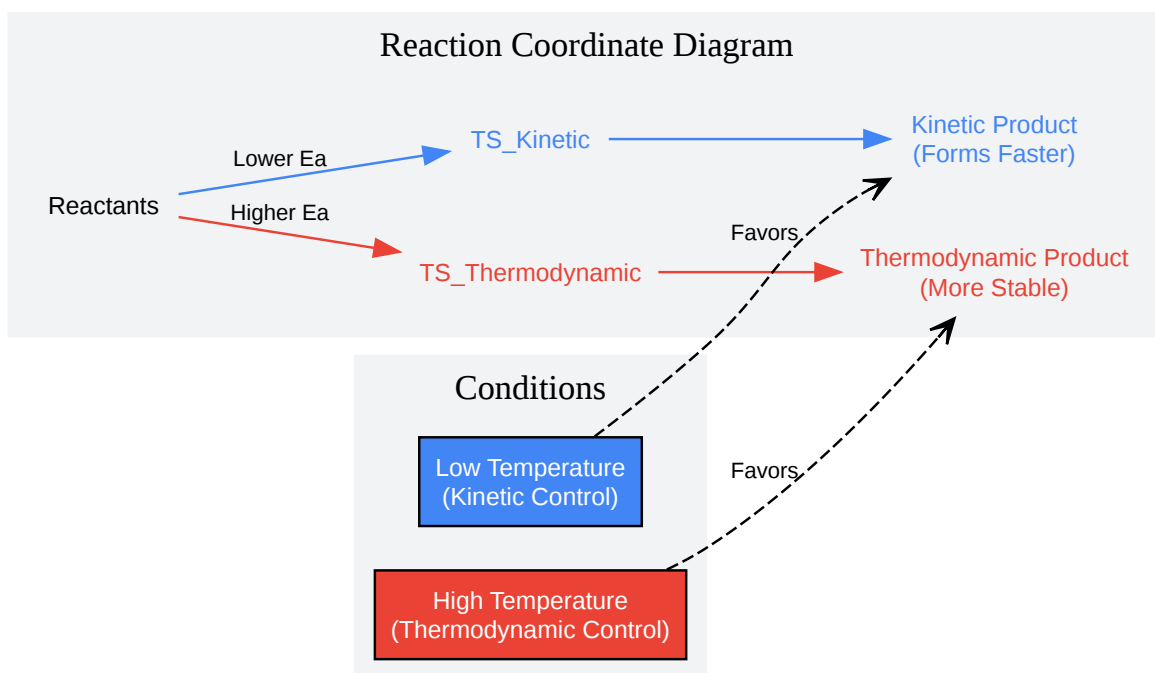 Reaction Coordinate Diagram
Lower Ea
TS_Kinetic
Kinetic Product
(Forms Faster)
Reactants
Higher Ea
Favors
TS_Thermodynamic
Thermodynamic Product
(More Stable)
Conditions
Low Temperature
(Kinetic Control)
Favors
High Temperature
(Thermodynamic Control)